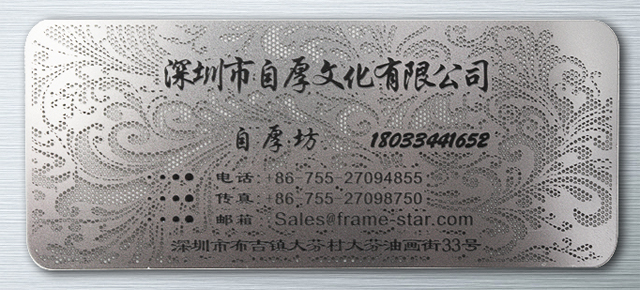 深圳市自厚文化有限公司
自厚坊 18033441652
电话:+86-755-27094855
传真:+86-755-27098750
邮箱: Sales@frame-star.com
深圳市布吉镇大芬村大芬油画街33号